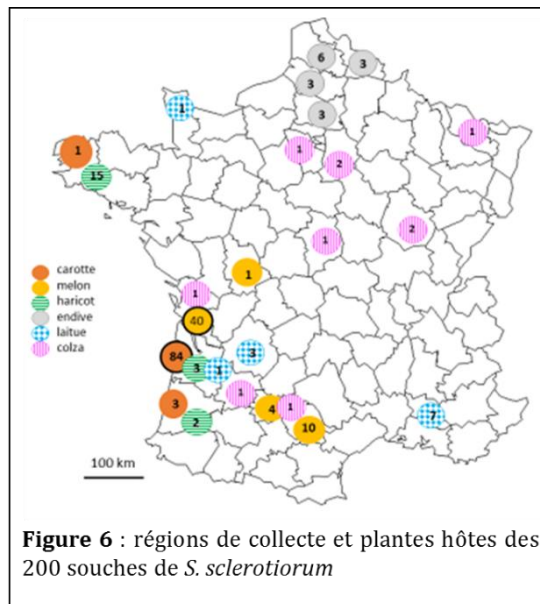 6
3
3
3
1
1
2
1
1
15
1
2
1
1
40
84
3
1
3
1
4
1
10
3
2
7
carotte
melon
haricot
endive
laitue
colza
100 km
Figure 6 : régions de collecte et plantes hôtes des
200 souches de S. sclerotiorum